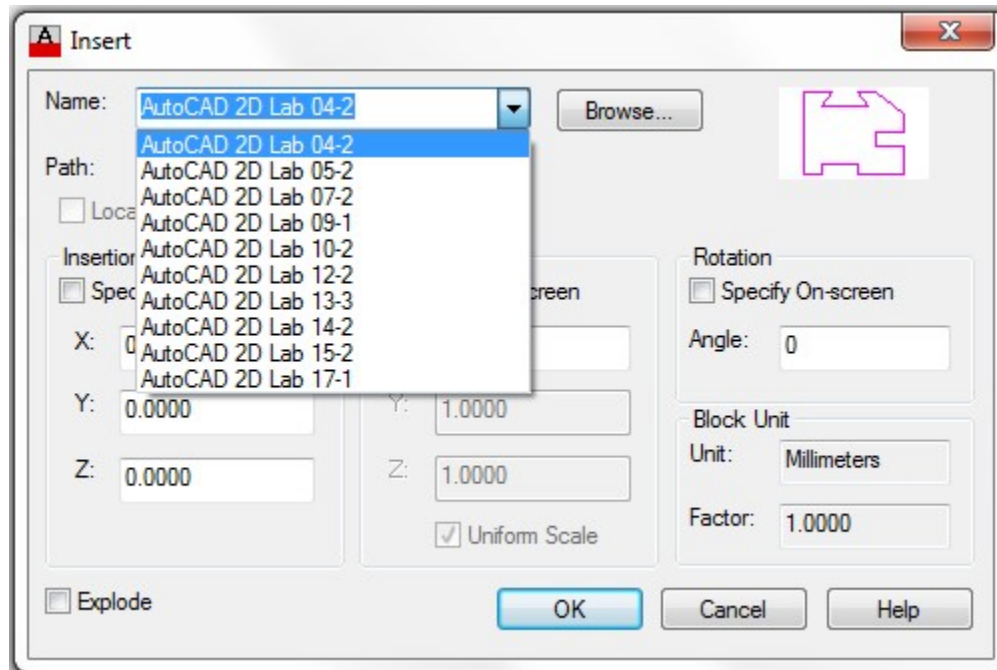 Insert
Name: AutoCAD 2D Lab 04-2 Browse...
AutoCAD 2D Lab 04-2
AutoCAD 2D Lab 05-2
AutoCAD 2D Lab 07-2
AutoCAD 2D Lab 09-1
AutoCAD 2D Lab 10-2
AutoCAD 2D Lab 12-2
AutoCAD 2D Lab 13-3
AutoCAD 2D Lab 14-2
AutoCAD 2D Lab 15-2
AutoCAD 2D Lab 17-1
Path:
X:
Y: 0.0000
Z: 0.0000
Y: 1.0000
Z: 1.0000
Uniform Scale
Rotation
Specify On-screen
Angle: 0
Block Unit
Unit: Millimeters
Factor: 1.0000
Explode
OK Cancel Help